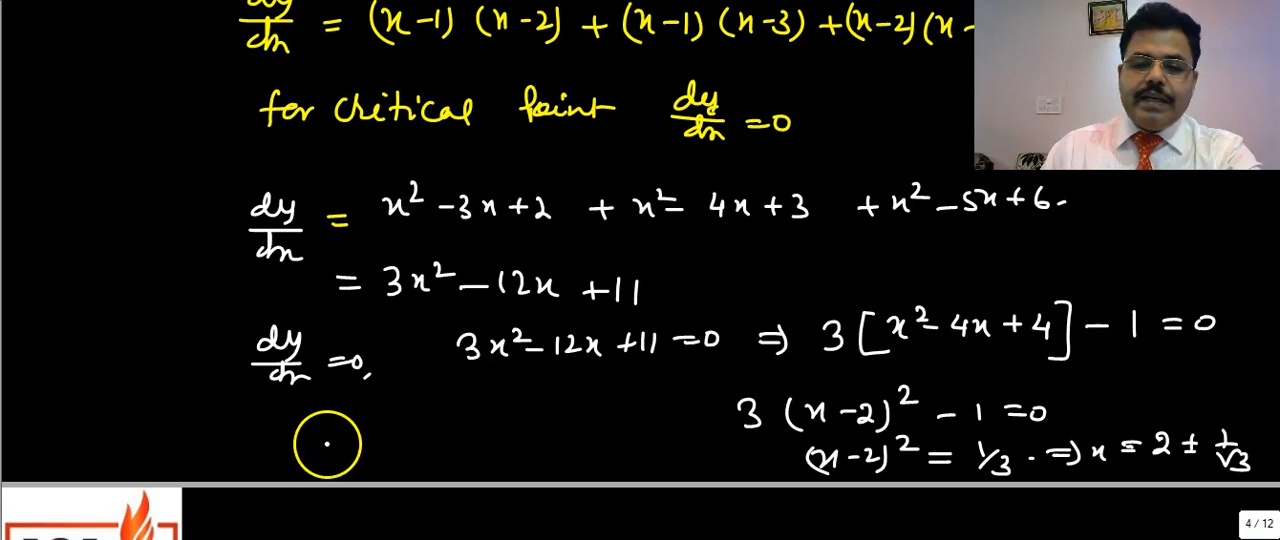 dy/dx = (x-1) (x-2) + (x-1) (x-3) + (x-2) (x-
for critical point dy/dx = 0
dy/dx = x² - 3x + 2 + x² - 4x + 3 + x² - 5x + 6.
= 3x² - 12x + 11
dy/dx = 0, 3x² - 12x + 11 = 0 ⇒ 3[x² - 4x + 4] - 1 = 0
3 (x-2)² - 1 = 0
(x-2)² = 1/3 . ⇒ x = 2 ± 1/√3
4 / 12